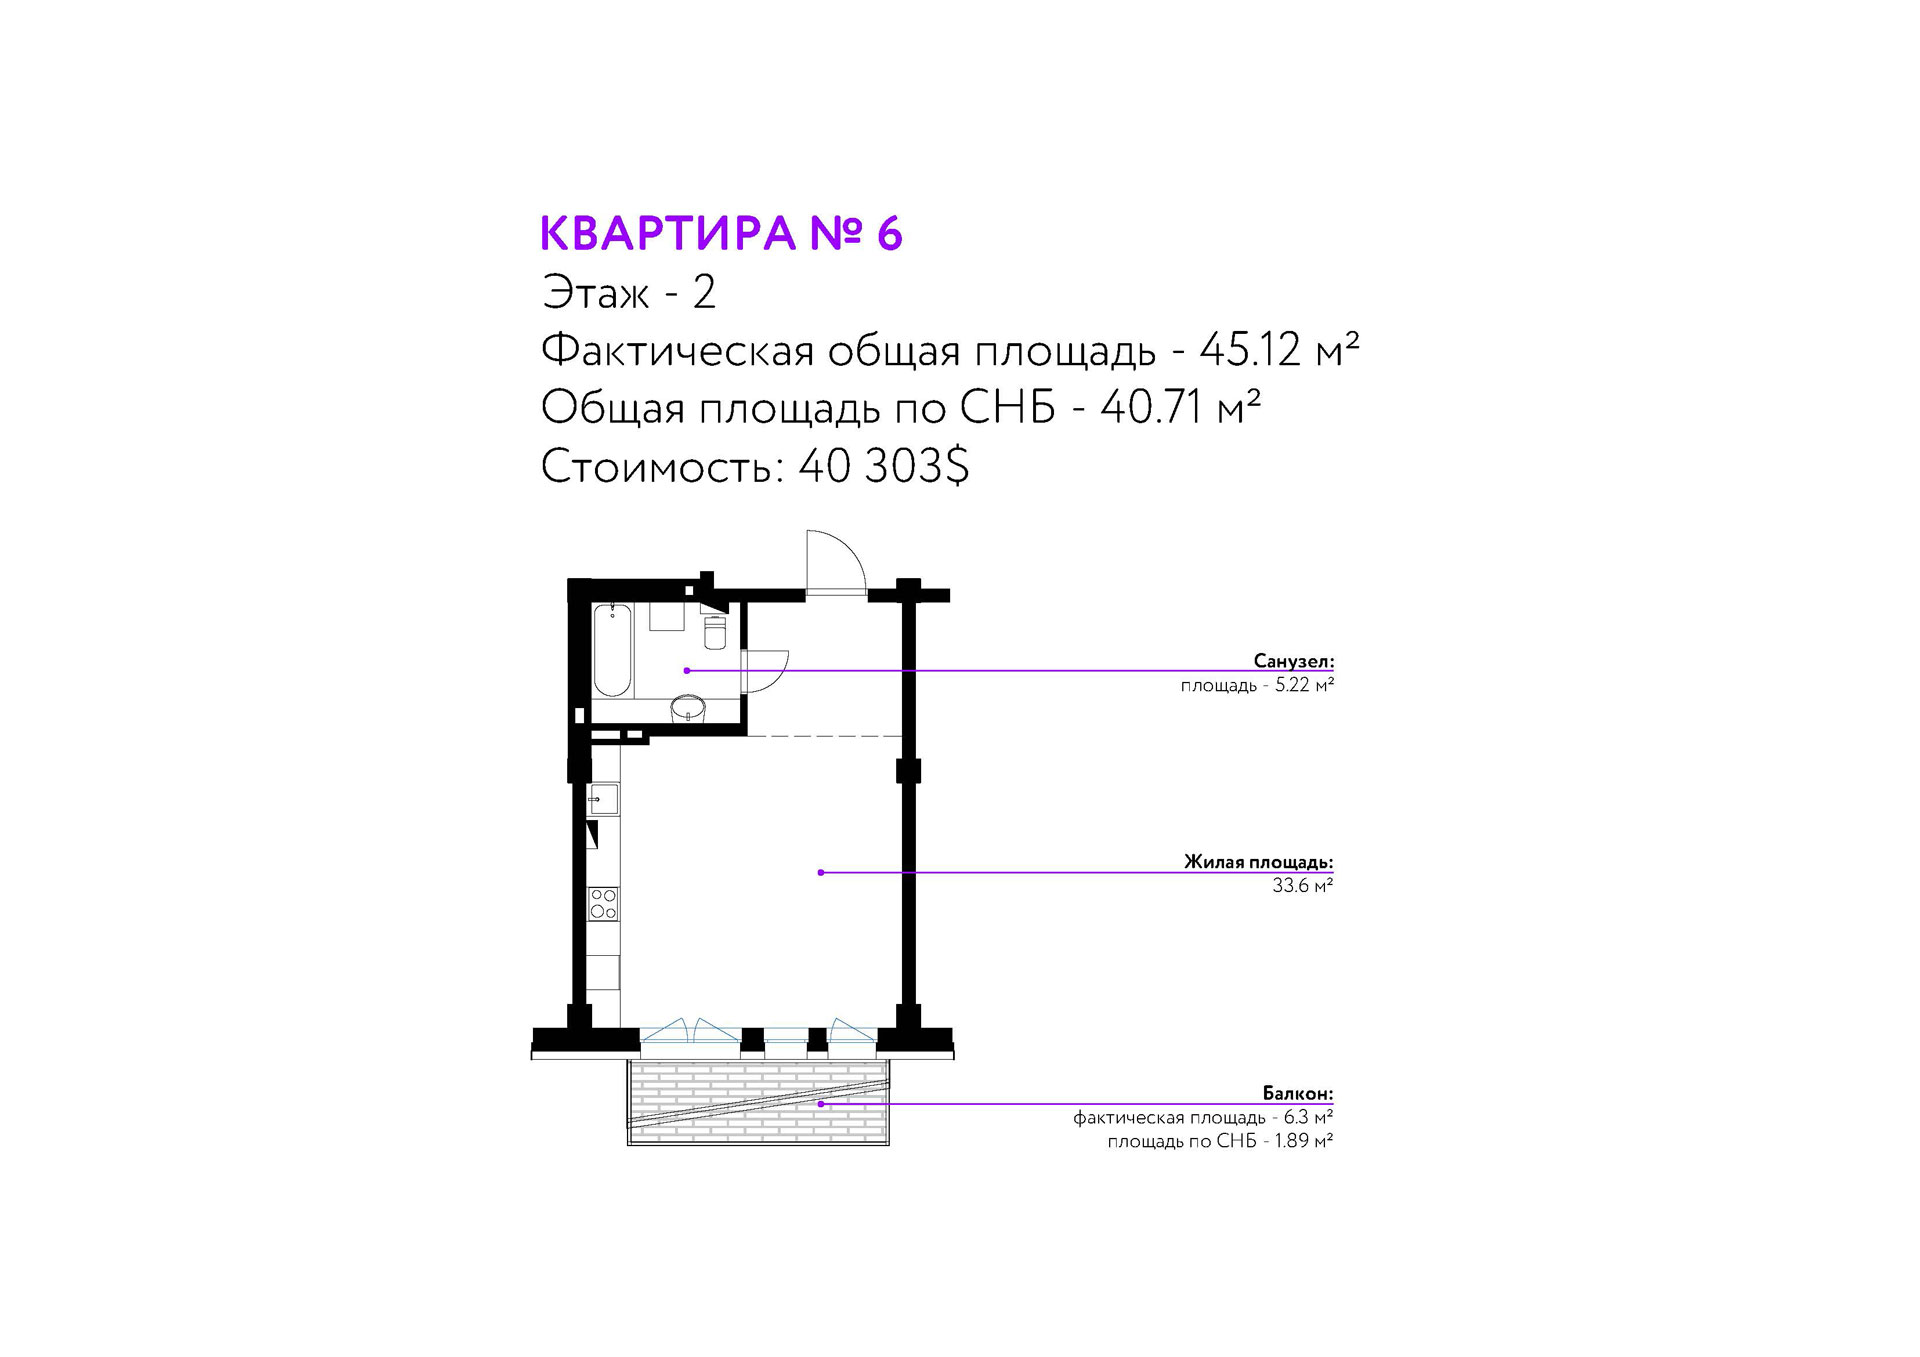 КВАРТИРА № 6
Этаж - 2
Фактическая общая площадь - 45.12 м²
Общая площадь по СНБ - 40.71 м²
Стоимость: 40 303$
Санузел:
площадь - 5.22 м²
Жилая площадь:
33.6 м²
Балкон:
фактическая площадь - 6.3 м²
площадь по СНБ - 1.89 м²